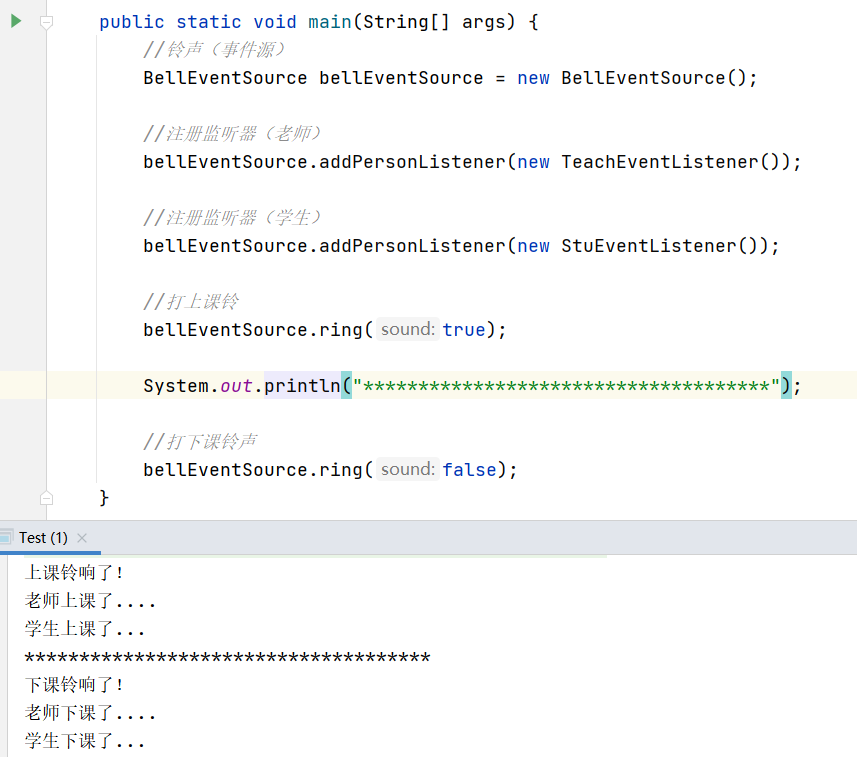 public static void main(String[] args) {
//铃声（事件源）
BellEventSource bellEventSource = new BellEventSource();
//注册监听器（老师）
bellEventSource.addPersonListener(new TeachEventListener());
//注册监听器（学生）
bellEventSource.addPersonListener(new StuEventListener());
//打上课铃
bellEventSource.ring( sound: true);
System.out.println("*************************************");
//打下课铃声
bellEventSource.ring( sound: false);
}
Test (1)
上课铃响了!
老师上课了....
学生上课了...
*************************************
下课铃响了!
老师下课了....
学生下课了...